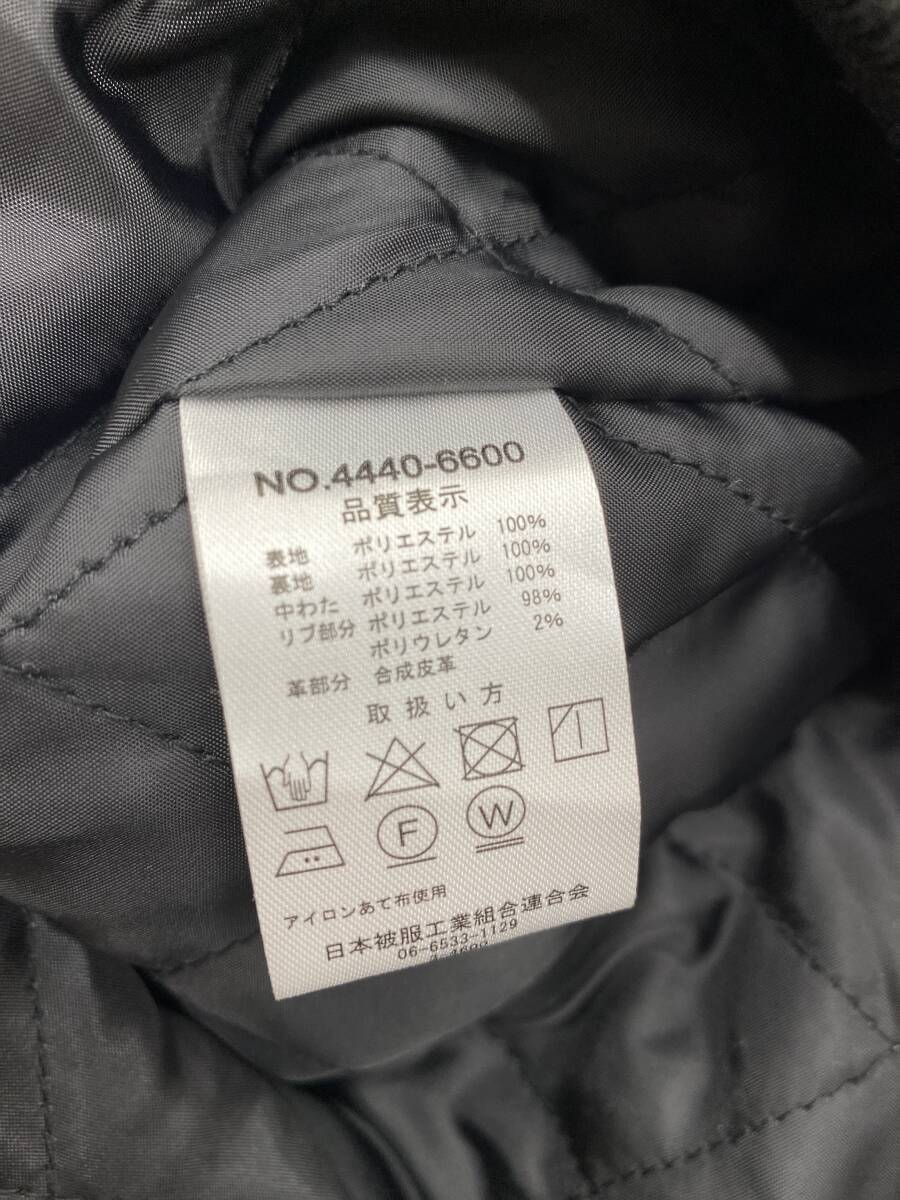 NO.4440-6600
品質表示
表地 ポリエステル 100%
裏地 ポリエステル 100%
中わた ポリエステル 100%
リブ部分 ポリエステル 98%
ポリウレタン 2%
革部分 合成皮革
取扱い方
F W
アイロンあて布使用
日本被服工業組合連合会
06-6533-1129